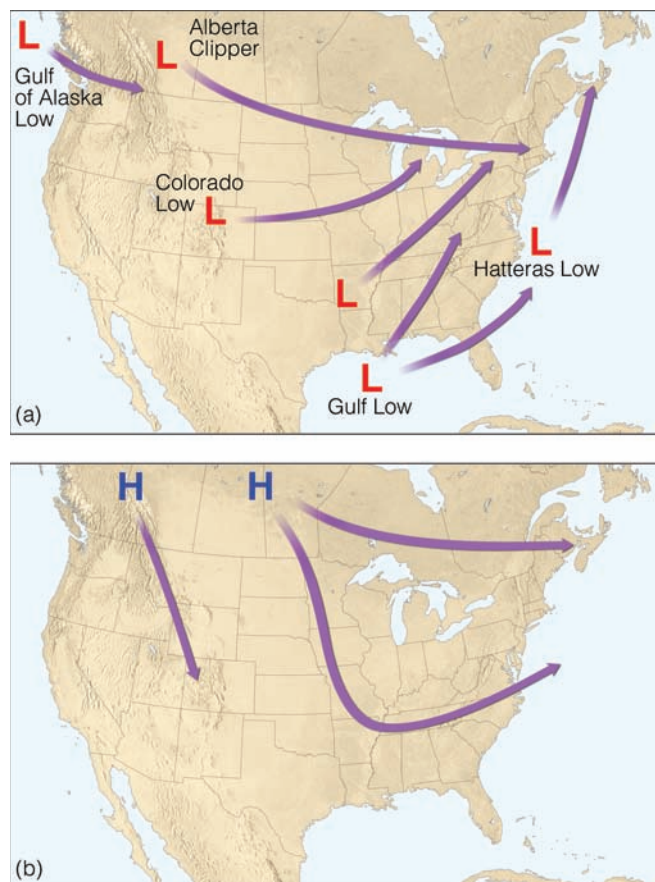 L
Gulf
of Alaska
Low
Alberta
Clipper
L
Colorado
Low
L
L
L
Gulf Low
L
Hatteras Low
(a)
H
H
(b)